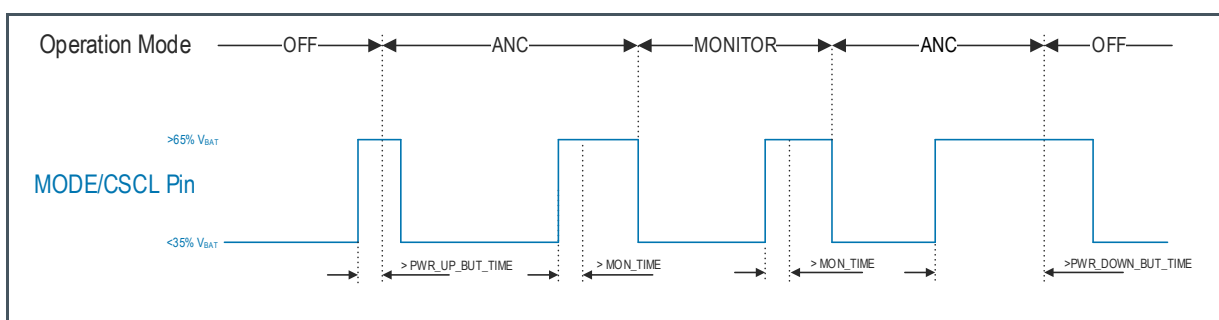 Operation Mode OFF ANC MONITOR ANC OFF
>65% VBAT
MODE/CSCL Pin
<35% VBAT
> PWR_UP_BUT_TIME > MON_TIME > MON_TIME >PWR_DOWN_BUT_TIME